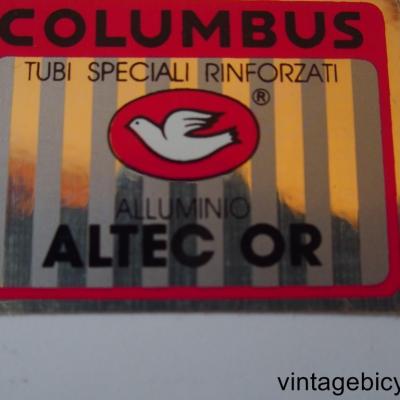 COLUMBUS
TUBI SPECIALI RINFORZATI
®
ALLUMINIO
ALTEC OR
vintagebicy